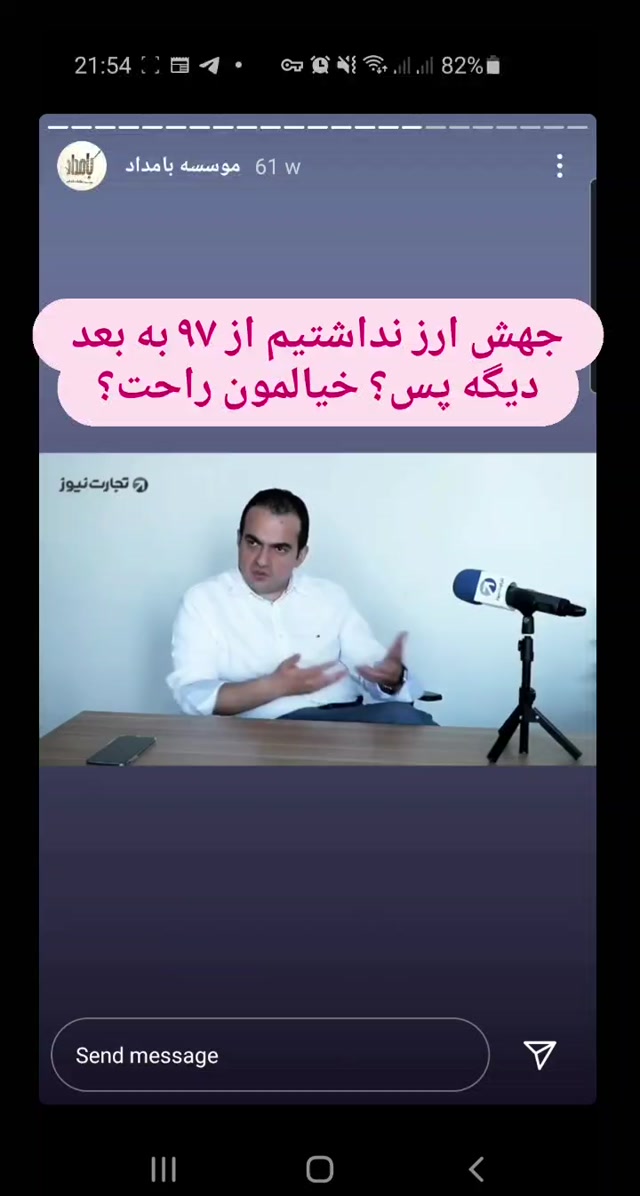 21:54
82%
موسسه بامداد 61 w
جهش ارز نداشتیم از ۹۷ به بعد
دیگه پس؟ خیالمون راحت؟
تجارت‌نیوز
Send message